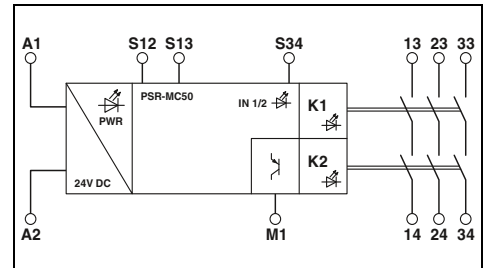 A1 S12 S13 S34 13 23 33
PSR-MC50
IN 1/2
K1
PWR
K2
24V DC
A2 M1 14 24 34